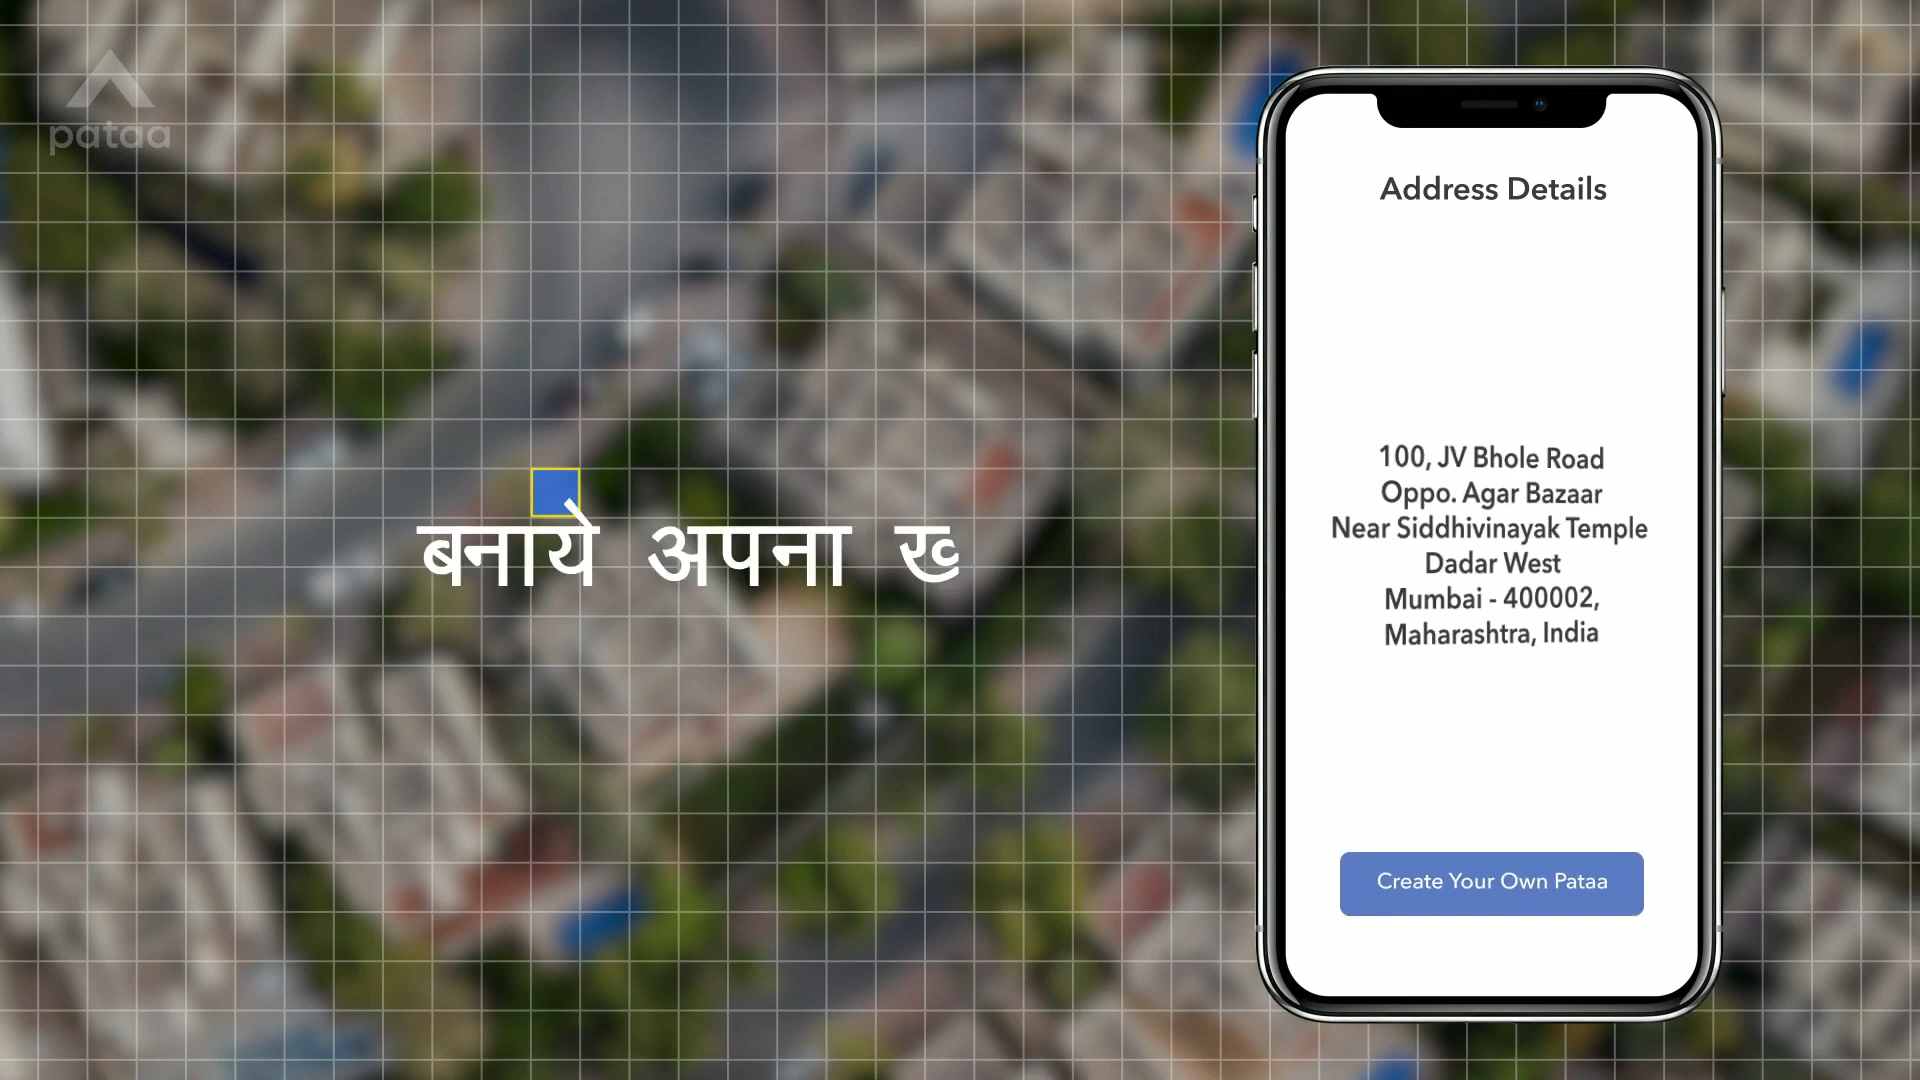 pataa
बनाये अपना
Address Details
100, JV Bhole Road
Oppo. Agar Bazaar
Near Siddhivinayak Temple
Dadar West
Mumbai - 400002,
Maharashtra, India
Create Your Own Pataa